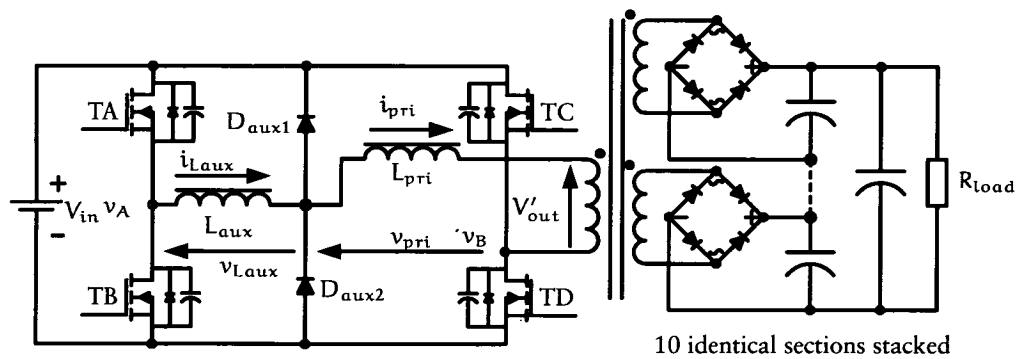 TA
TC
i_pri
D_aux1
i_Laux
L_pri
+
V_in
v_A
-
L_aux
V'_out
R_load
v_Laux
v_pri
v_B
TB
D_aux2
TD
10 identical sections stacked